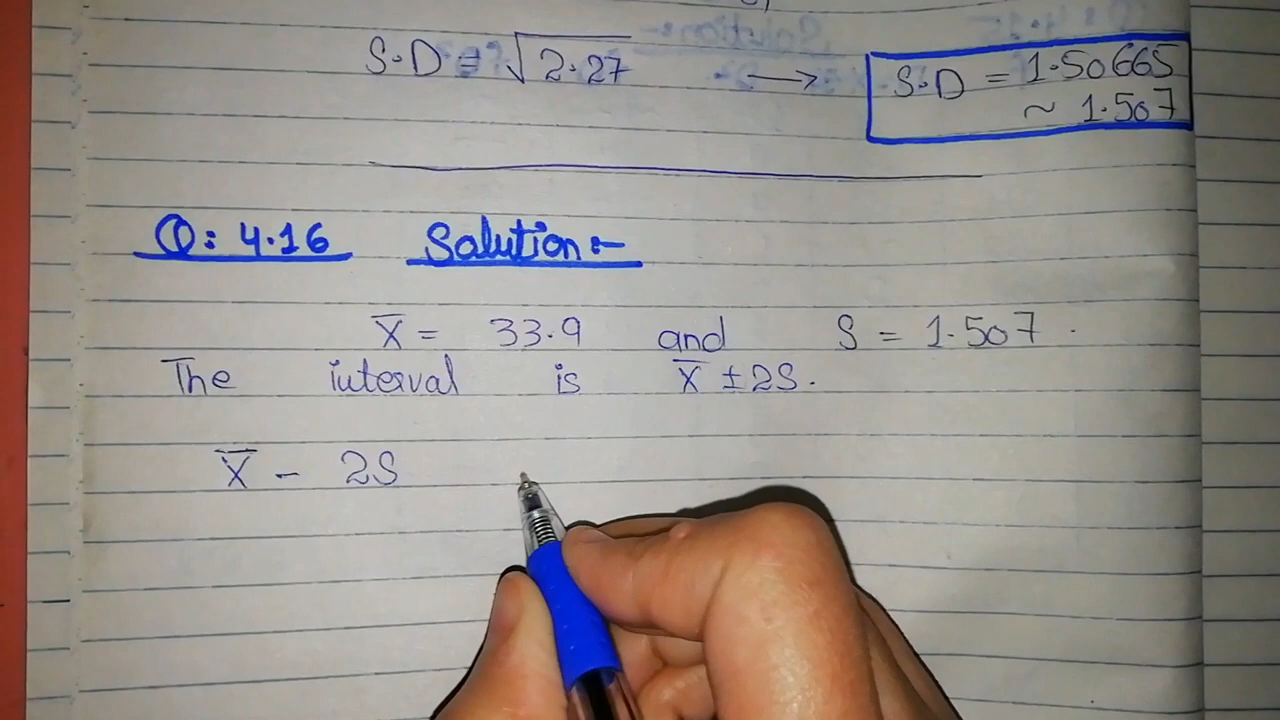 S.D = √2.27 → S.D = 1.50665
~ 1.507
Q: 4.16 Solution:-
X̅ = 33.9 and S = 1.507 .
The interval is X̅ ±2S.
X̅ - 2S